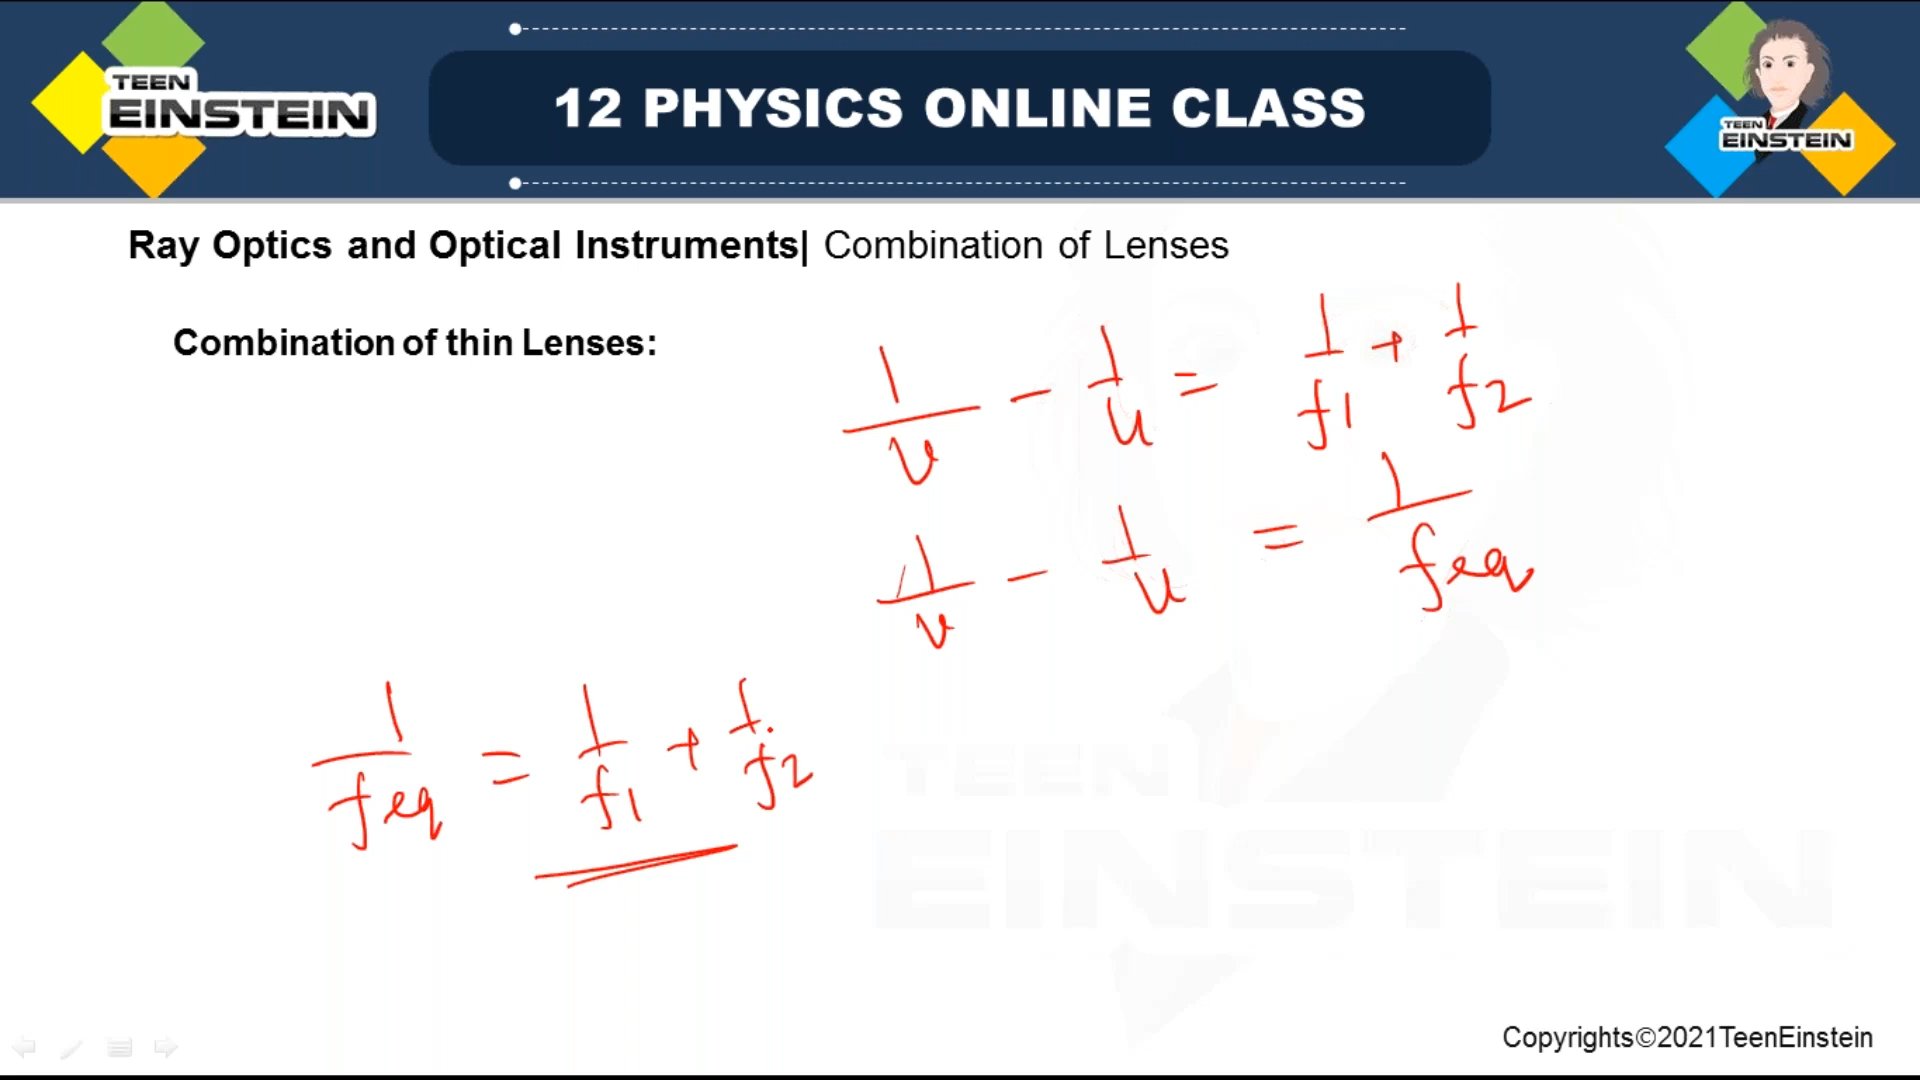 TEEN
EINSTEIN
12 PHYSICS ONLINE CLASS
TEEN
EINSTEIN
Ray Optics and Optical Instruments| Combination of Lenses
Combination of thin Lenses:
1/v - 1/u = 1/f1 + 1/f2
1/v - 1/u = 1/feq
1/feq = 1/f1 + 1/f2
TEEN
EINSTEIN
Copyrights©2021TeenEinstein